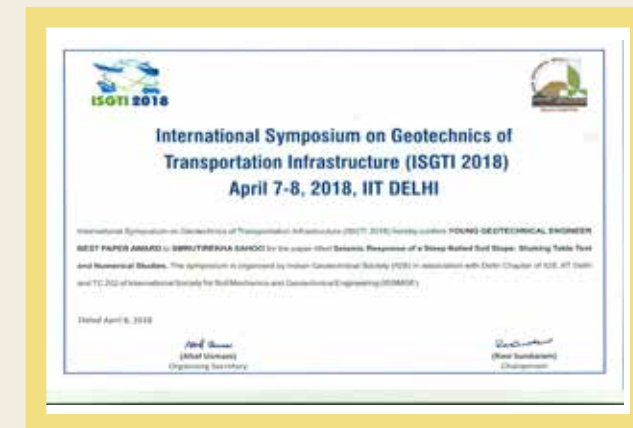 ISGTI 2018
International Symposium on Geotechnics of
Transportation Infrastructure (ISGTI 2018)
April 7-8, 2018, IIT DELHI
International Symposium on Geotechnics of Transportation Infrastructure (ISGTI 2018) hereby confers YOUNG GEOTECHNICAL ENGINEER
BEST PAPER AWARD to SMRUTIREKHA SAHOO for the paper titled Seismic Response of a Steep Nailed Soil Slope: Shaking Table Test
and Numerical Studies. The symposium is organised by Indian Geotechnical Society (IGS) in association with Delhi Chapter of IGS, IIT Delhi
and TC 202 of International Society for Soil Mechanics and Geotechnical Engineering (ISSMGE).
Dated April 8, 2018
(Altaf Usmani)
Organising Secretary
(Ravi Sundaram)
Chairperson